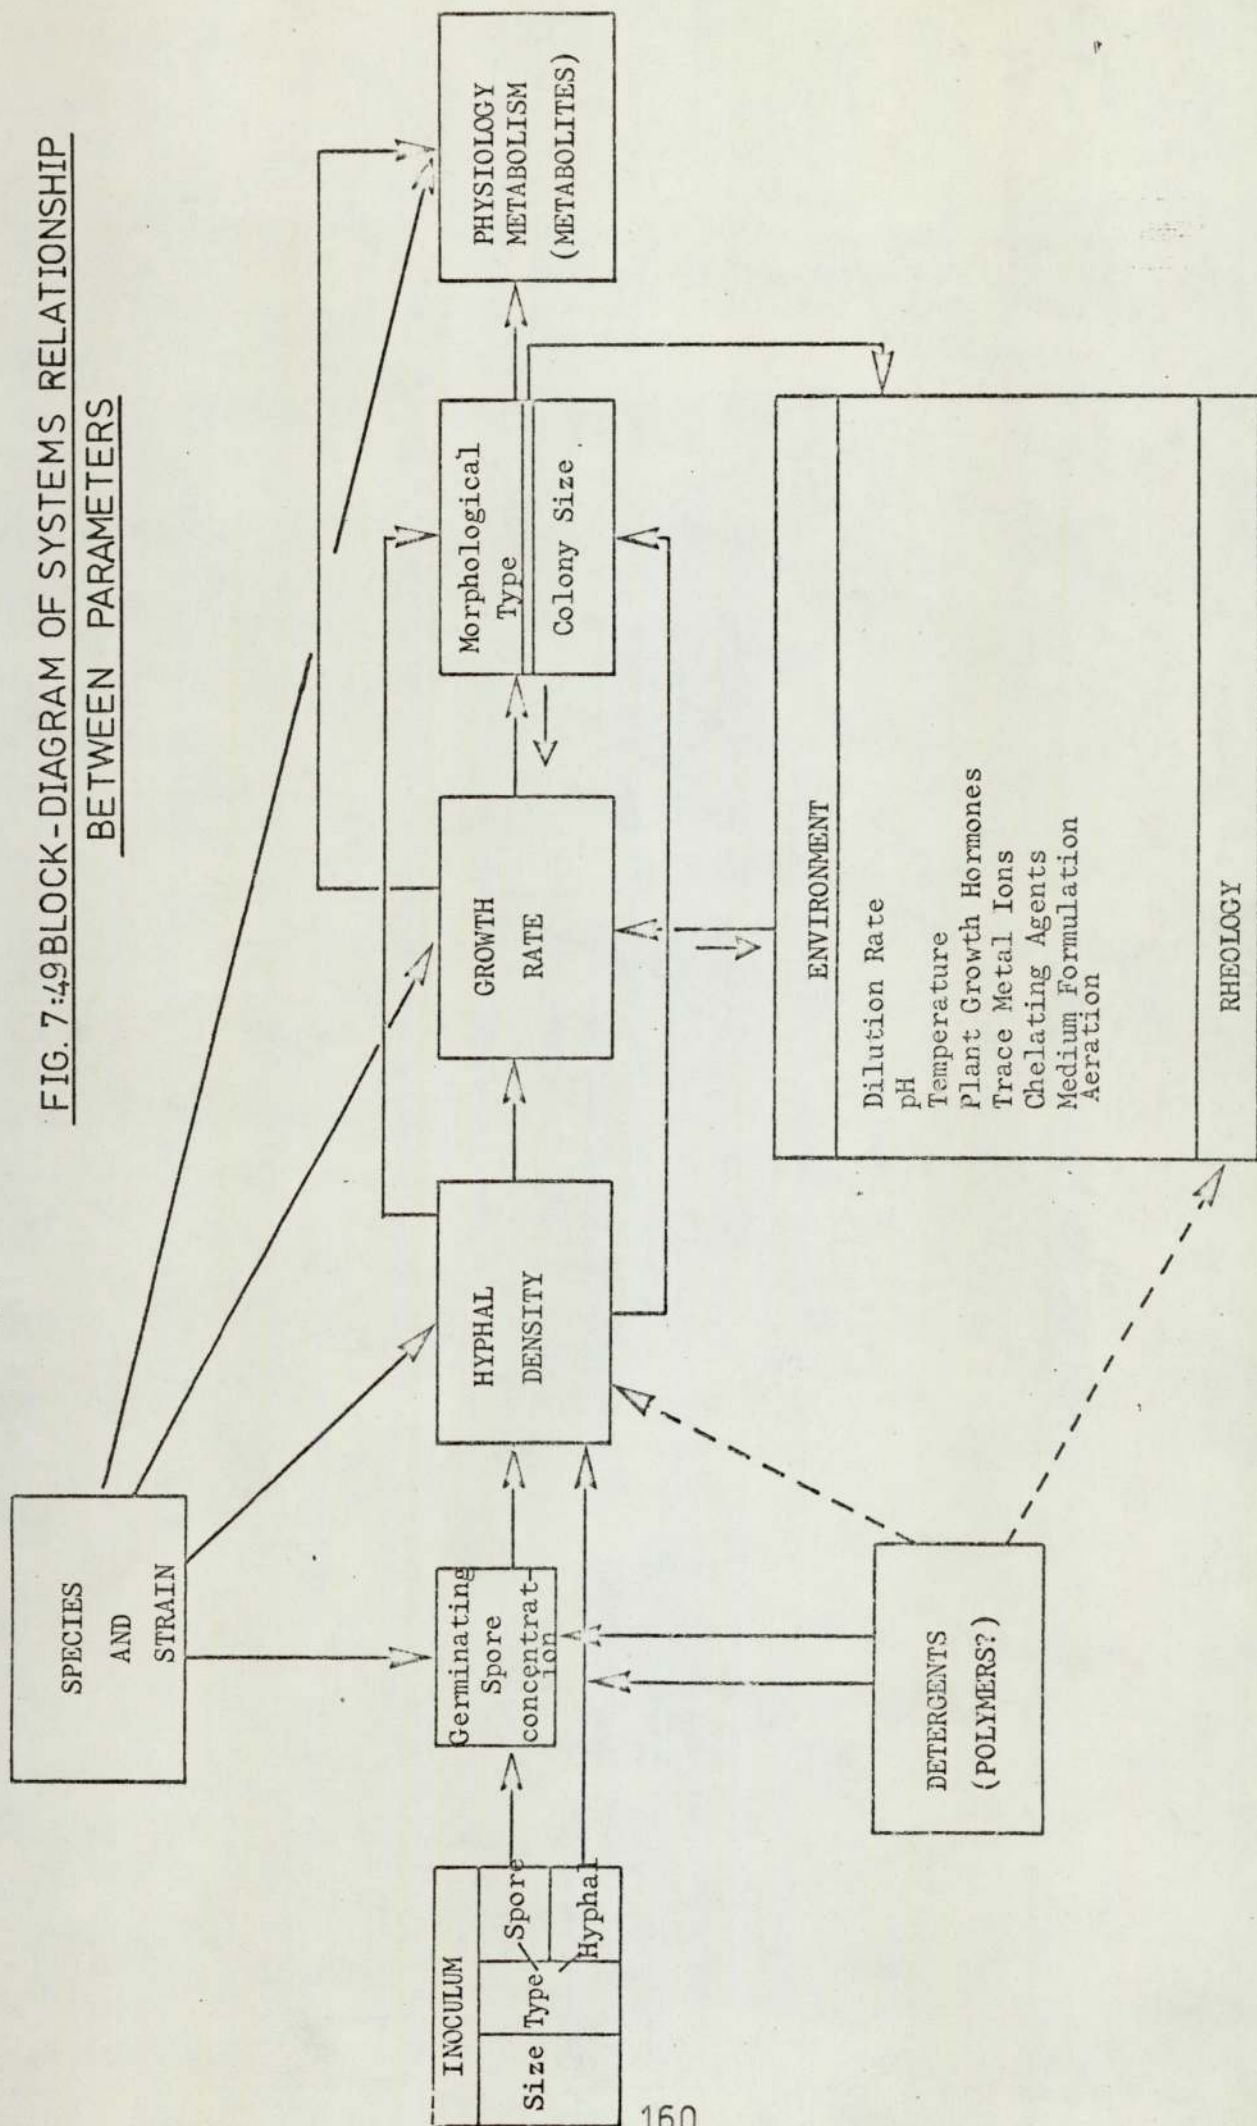 FIG. 7:49 BLOCK-DIAGRAM OF SYSTEMS RELATIONSHIP
BETWEEN PARAMETERS
SPECIES
AND
STRAIN
INOCULUM
Size
Type
Spore
Hyphal
Germinating
Spore
concentrat-
ion
HYPHAL
DENSITY
GROWTH
RATE
Morphological
Type
Colony Size
PHYSIOLOGY
METABOLISM
(METABOLITES)
DETERGENTS
(POLYMERS?)
ENVIRONMENT
Dilution Rate
pH
Temperature
Plant Growth Hormones
Trace Metal Ions
Chelating Agents
Medium Formulation
Aeration
RHEOLOGY
160